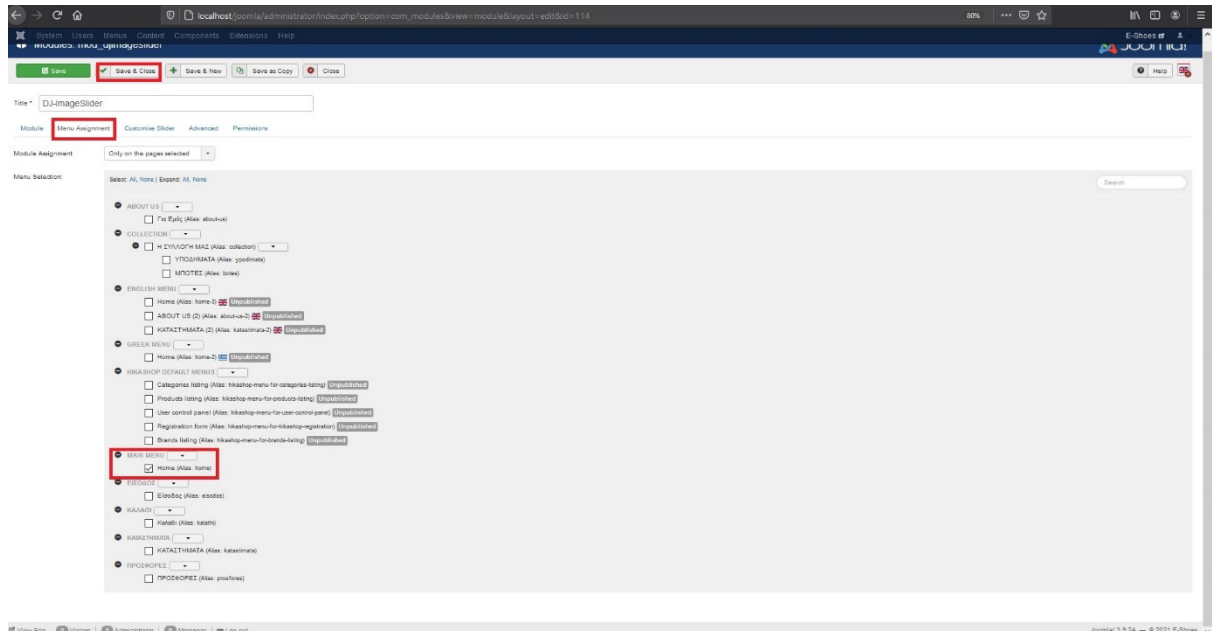 localhost/joomla/administrator/index.php?option=com_modules&view=module&layout=edit&id=114
80%
System Users Menus Content Components Extensions Help
E-Shoes
Modules: mod_djimageslider
Joomla!
Save
Save & Close
Save & New
Save as Copy
Close
Help
Title * DJ-ImageSlider
Module Menu Assignment Customise Slider Advanced Permissions
Module Assignment Only on the pages selected
Menu Selection Select: All, None | Expand: All, None
Search
ABOUT US
Για Εμάς (Alias: about-us)
COLLECTION
Η ΣΥΛΛΟΓΗ ΜΑΣ (Alias: collection)
ΥΠΟΔΗΜΑΤΑ (Alias: ypodimata)
ΜΠΟΤΕΣ (Alias: botes)
ENGLISH MENU
Home (Alias: home-3) Unpublished
ABOUT US (2) (Alias: about-us-2) Unpublished
ΚΑΤΑΣΤΗΜΑΤΑ (2) (Alias: katastimata-2) Unpublished
GREEK MENU
Home (Alias: home-2) Unpublished
HIKASHOP DEFAULT MENUS
Categories listing (Alias: hikashop-menu-for-categories-listing) Unpublished
Products listing (Alias: hikashop-menu-for-products-listing) Unpublished
User control panel (Alias: hikashop-menu-for-user-control-panel) Unpublished
Registration form (Alias: hikashop-menu-for-hikashop-registration) Unpublished
Brands listing (Alias: hikashop-menu-for-brands-listing) Unpublished
MAIN MENU
Home (Alias: home)
ΕΙΣΟΔΟΣ
Είσοδος (Alias: eisodos)
ΚΑΛΑΘΙ
Καλάθι (Alias: kalathi)
ΚΑΤΑΣΤΗΜΑΤΑ
ΚΑΤΑΣΤΗΜΑΤΑ (Alias: katastimata)
ΠΡΟΣΦΟΡΕΣ
ΠΡΟΣΦΟΡΕΣ (Alias: prosfores)
View Site Visitors Administrator Messages Log out
Joomla! 3.9.24 — © 2021 E-Shoes